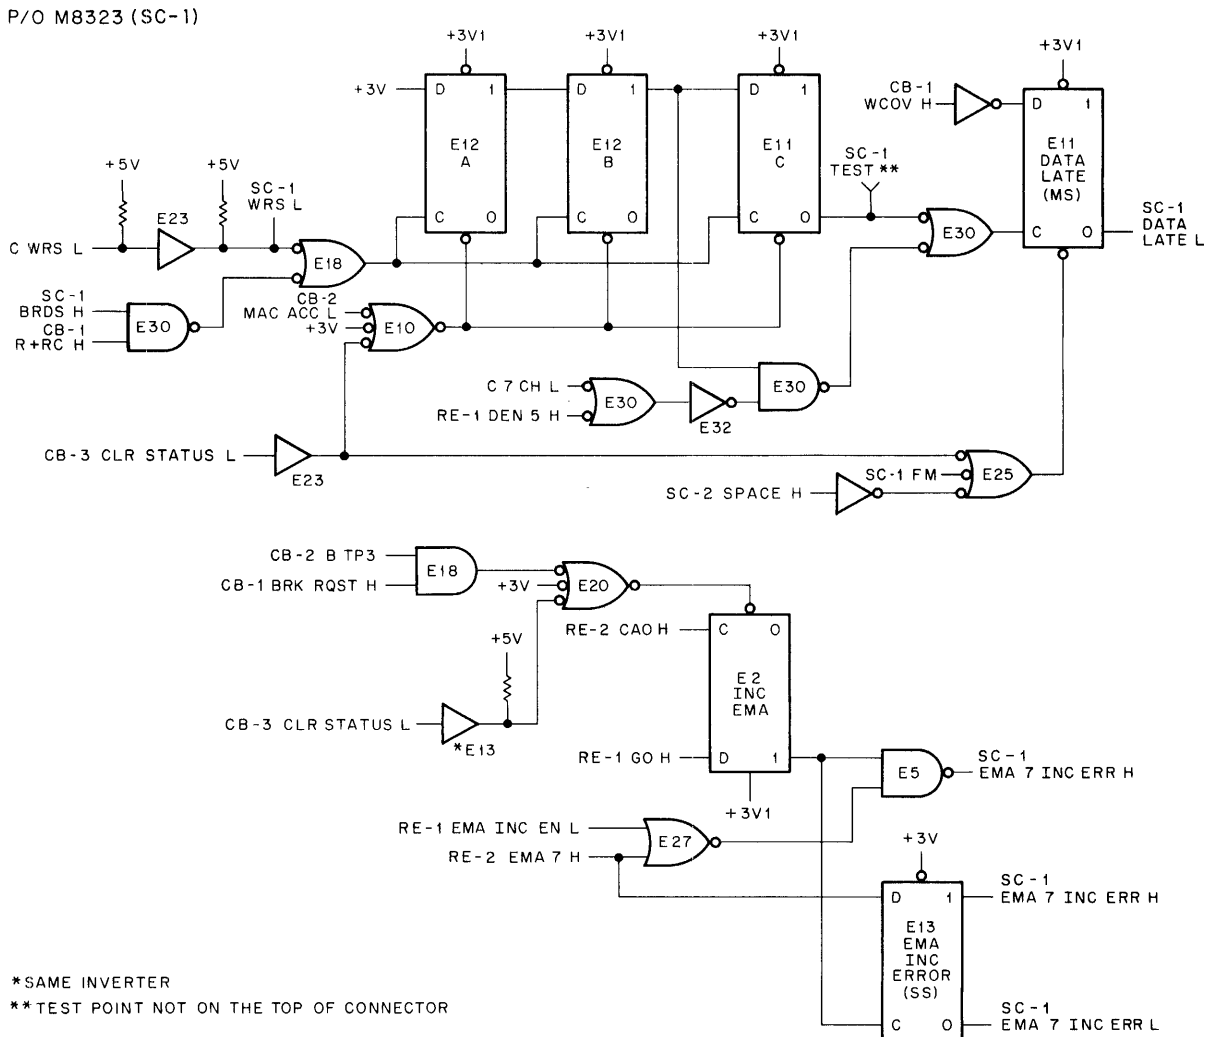 P/O M8323 (SC-1)
+3V1
+3V1
+3V1
+3V1
+3V
D 1
E12
A
C 0
D 1
E12
B
C 0
D 1
E11
C
C 0
CB-1
WCOV H
D 1
E11
DATA
LATE
(MS)
C 0
SC-1
DATA
LATE L
SC-1
TEST **
E30
+5V
+5V
SC-1
WRS L
E23
C WRS L
E18
SC-1
BRDS H
CB-1
R+RC H
E30
CB-2
MAC ACC L
+3V
E10
C 7 CH L
RE-1 DEN 5 H
E30
E32
E30
CB-3 CLR STATUS L
E23
SC-1 FM
SC-2 SPACE H
E25
CB-2 B TP3
CB-1 BRK RQST H
E18
+3V
E20
+5V
CB-3 CLR STATUS L
*E13
RE-2 CAO H
C 0
E2
INC
EMA
RE-1 GO H
D 1
+3V1
E5
SC-1
EMA 7 INC ERR H
RE-1 EMA INC EN L
RE-2 EMA 7 H
E27
+3V
D 1
E13
EMA
INC
ERROR
(SS)
C 0
SC-1
EMA 7 INC ERR H
SC-1
EMA 7 INC ERR L
*SAME INVERTER
**TEST POINT NOT ON THE TOP OF CONNECTOR